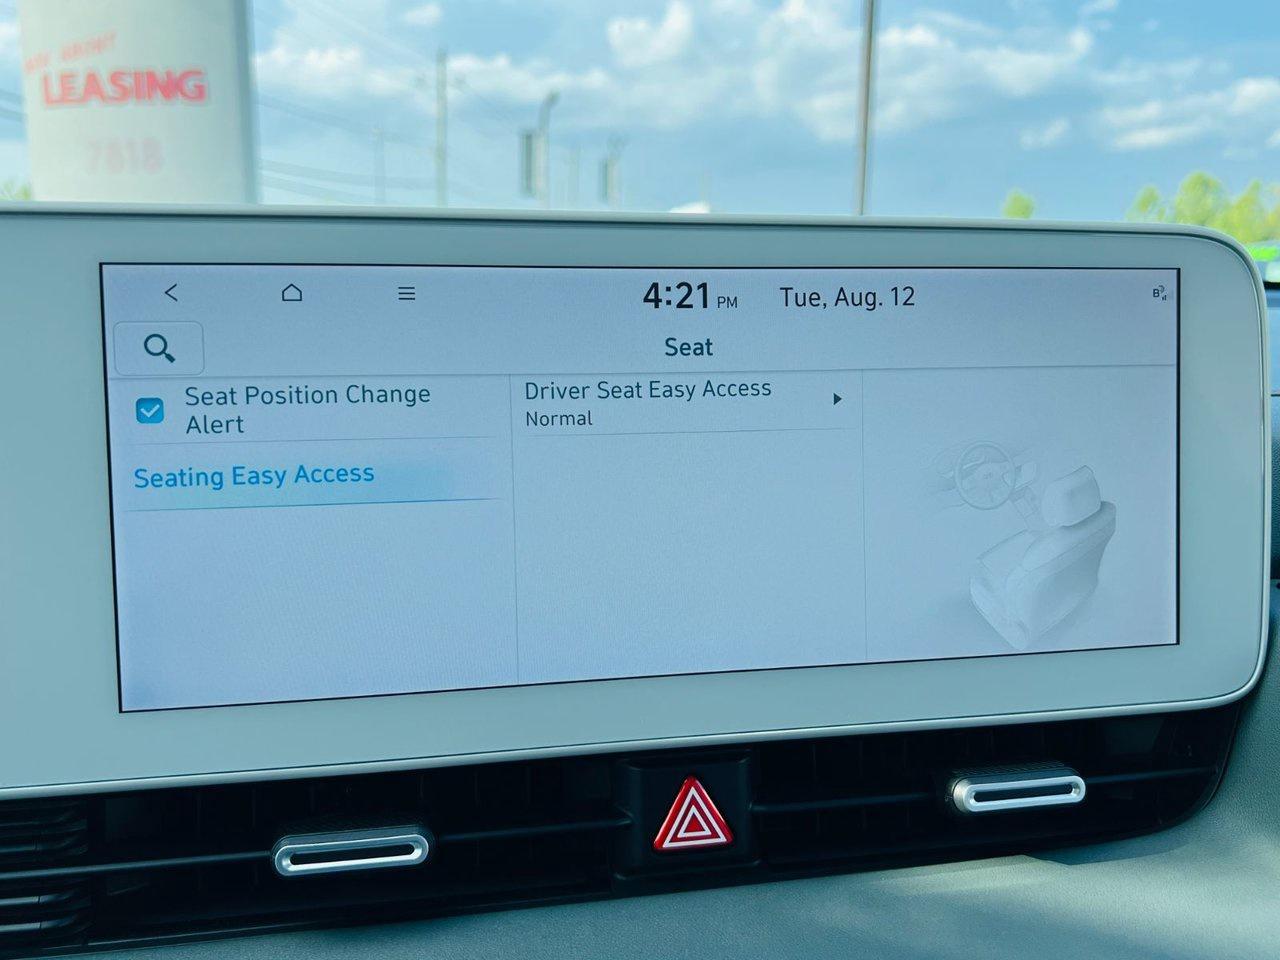 LEASING
7818
4:21 PM Tue, Aug. 12
Seat
Seat Position Change
Alert
Seating Easy Access
Driver Seat Easy Access
Normal